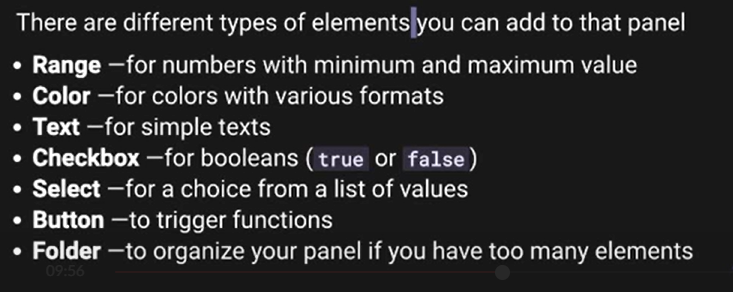 There are different types of elements you can add to that panel
• Range —for numbers with minimum and maximum value
• Color —for colors with various formats
• Text —for simple texts
• Checkbox —for booleans (true or false)
• Select —for a choice from a list of values
• Button —to trigger functions
• Folder —to organize your panel if you have too many elements
09:56